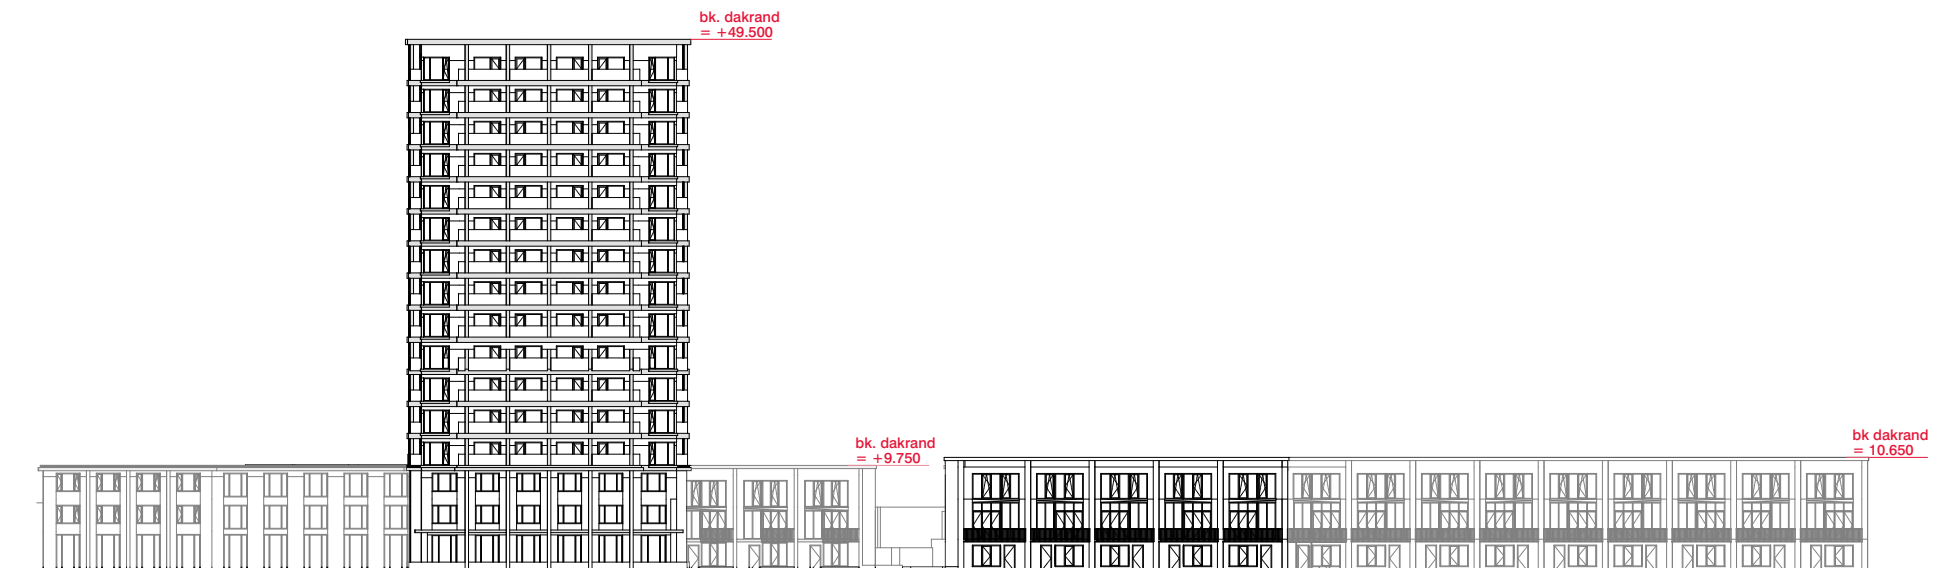 bk. dakrand
= +49.500
bk. dakrand
= +9.750
bk dakrand
= 10.650